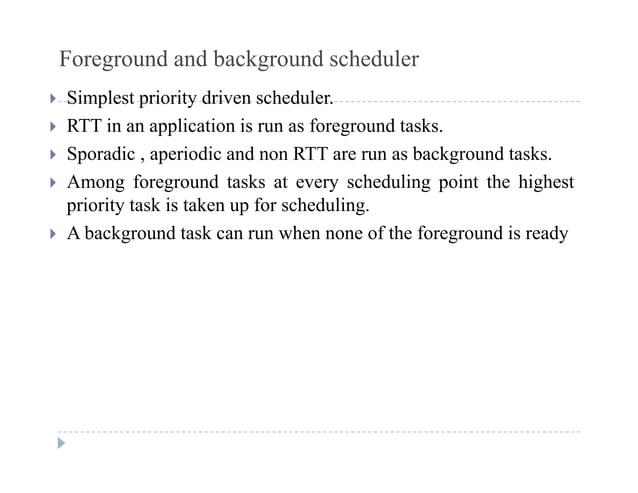 Foreground and background scheduler
Simplest priority driven scheduler.
RTT in an application is run as foreground tasks.
Sporadic , aperiodic and non RTT are run as background tasks.
Among foreground tasks at every scheduling point the highest
priority task is taken up for scheduling.
A background task can run when none of the foreground is ready